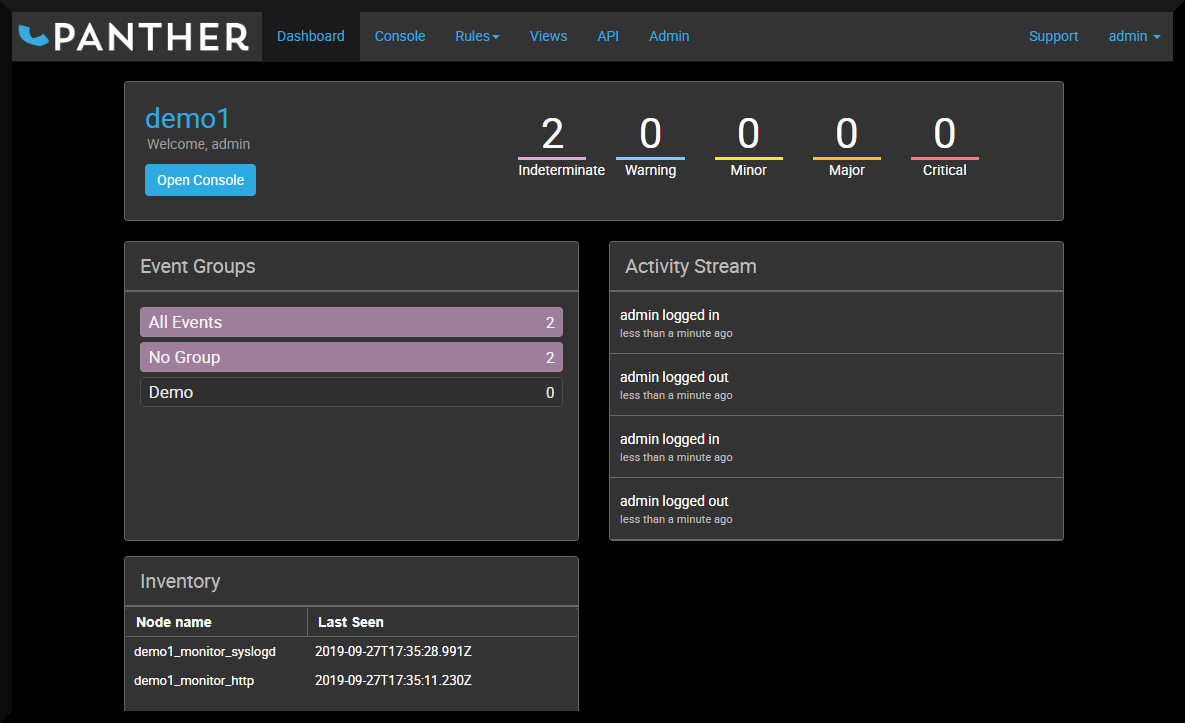 PANTHER Dashboard Console Rules Views API Admin Support admin
demo1
Welcome, admin
Open Console
2 0 0 0 0
Indeterminate Warning Minor Major Critical
Event Groups
All Events 2
No Group 2
Demo 0
Activity Stream
admin logged in
less than a minute ago
admin logged out
less than a minute ago
admin logged in
less than a minute ago
admin logged out
less than a minute ago
Inventory
Node name Last Seen
demo1_monitor_syslogd 2019-09-27T17:35:28.991Z
demo1_monitor_http 2019-09-27T17:35:11.230Z